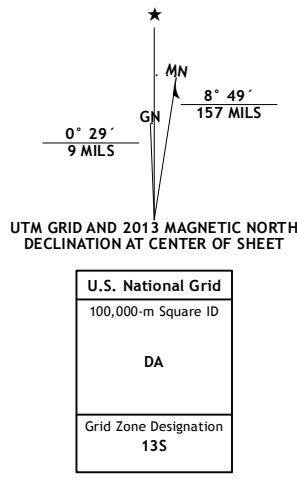 MN
GN
8° 49´
157 MILS
0° 29´
9 MILS
UTM GRID AND 2013 MAGNETIC NORTH
DECLINATION AT CENTER OF SHEET
U.S. National Grid
100,000-m Square ID
DA
Grid Zone Designation
13S